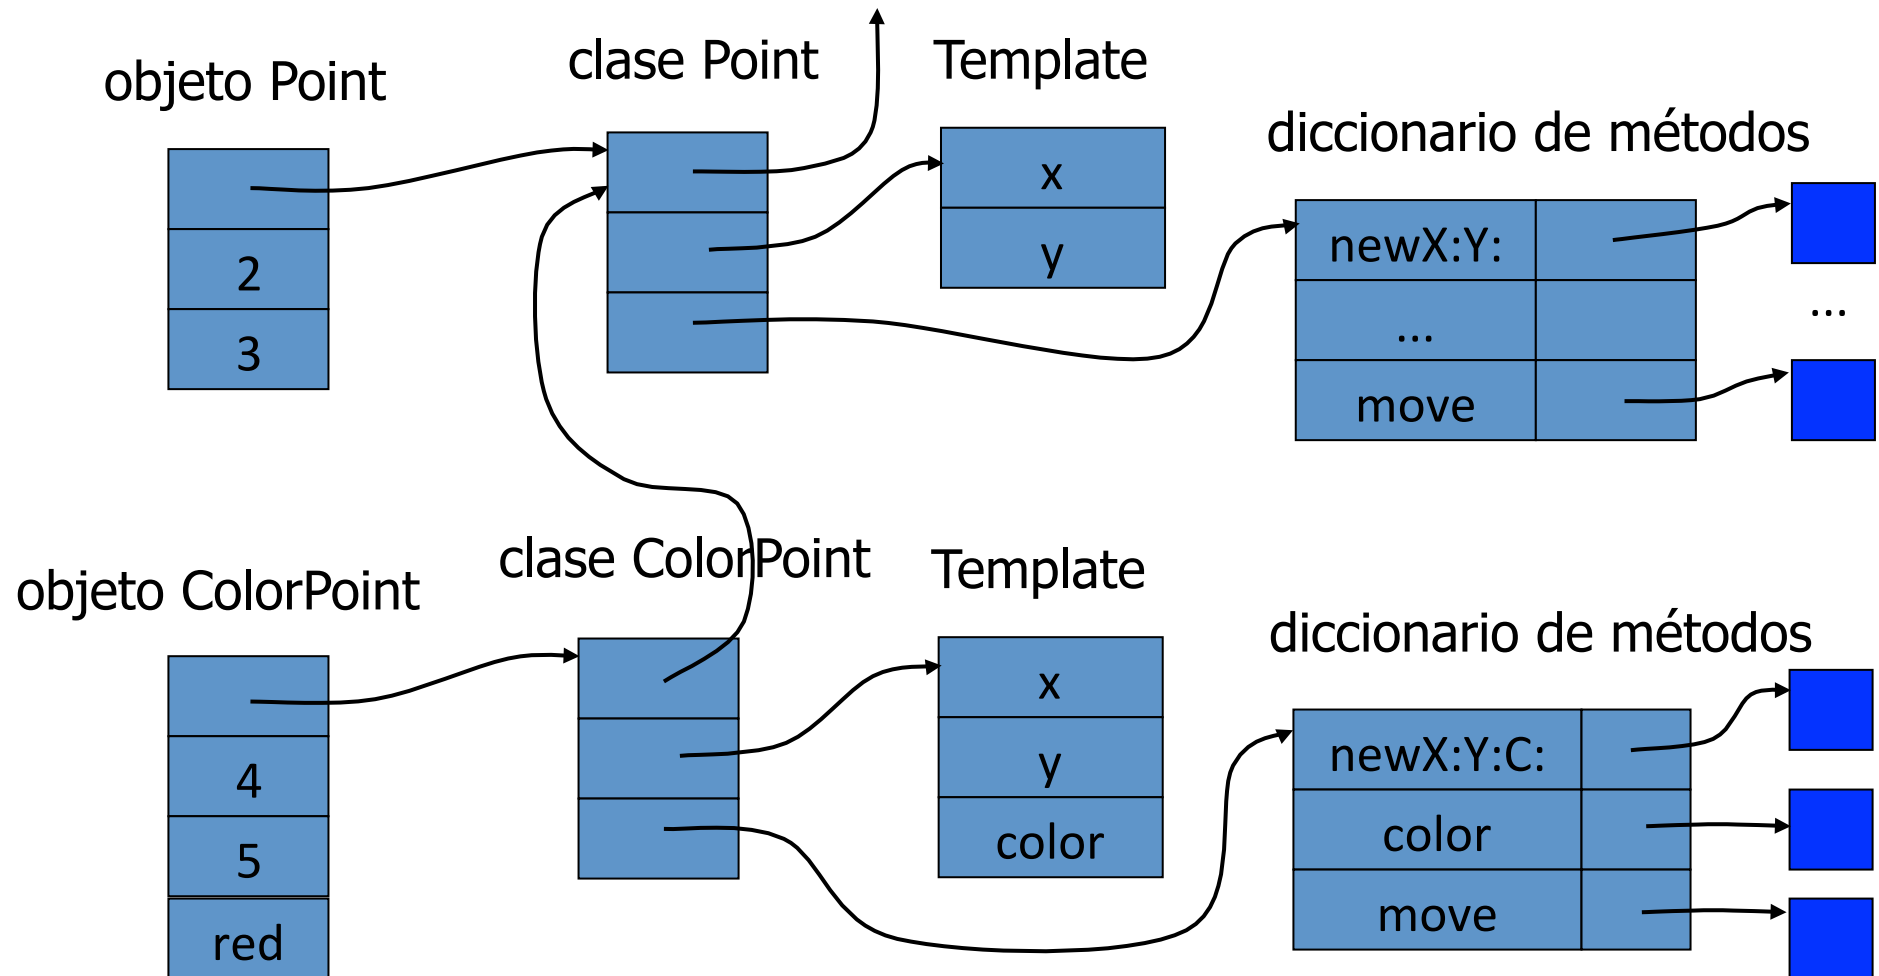 objeto Point
2
3
clase Point
Template
x
y
diccionario de métodos
newX:Y:
...
move
...
objeto ColorPoint
4
5
red
clase ColorPoint
Template
x
y
color
diccionario de métodos
newX:Y:C:
color
move